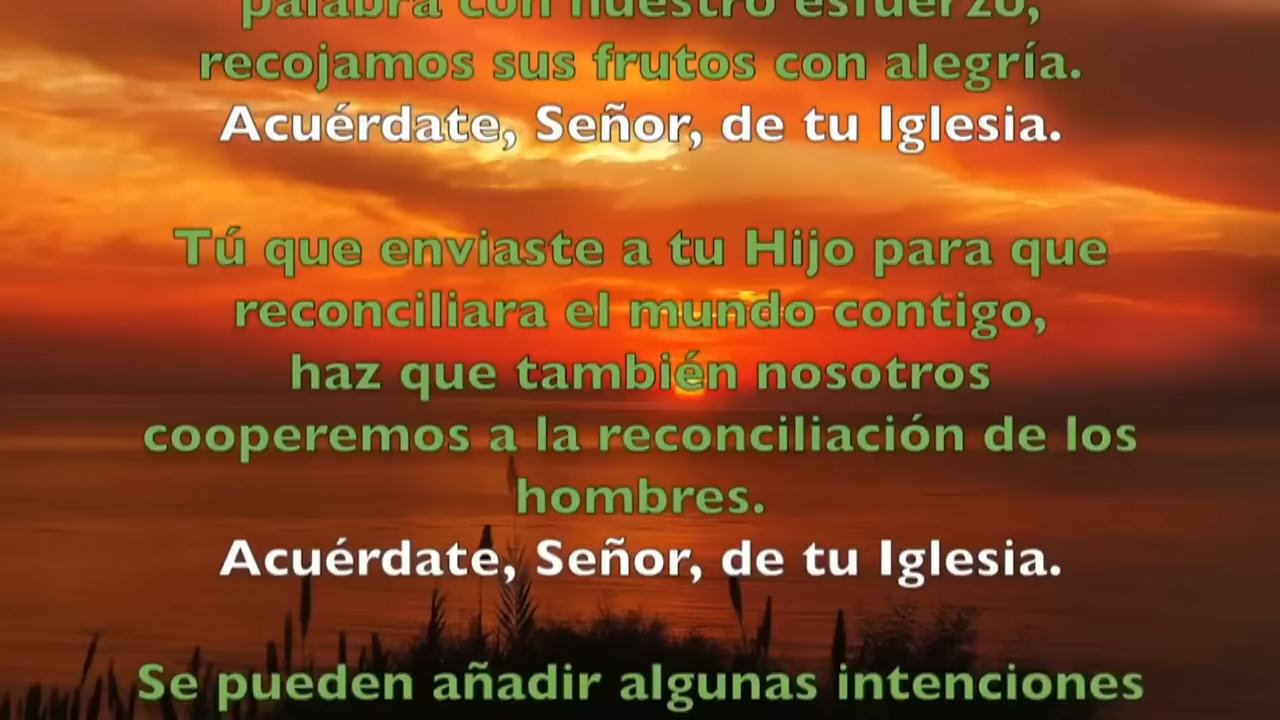 palabra con nuestro esfuerzo,
recojamos sus frutos con alegría.
Acuérdate, Señor, de tu Iglesia.
Tú que enviaste a tu Hijo para que
reconciliara el mundo contigo,
haz que también nosotros
cooperemos a la reconciliación de los
hombres.
Acuérdate, Señor, de tu Iglesia.
Se pueden añadir algunas intenciones